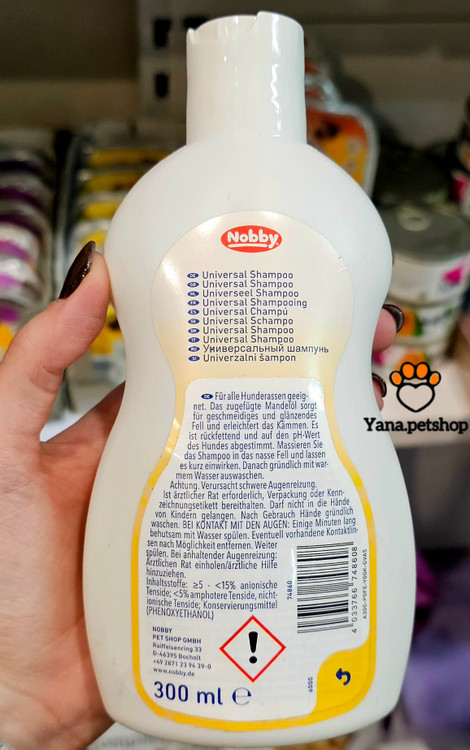 Nobby
DE Universal Shampoo
Universal Shampoo
NL Universeel Shampoo
FR Universal Shampooing
ES Universal Champú
Universal Schampo
Universal Shampoo
Universal Shampoo
Универсальный шампунь
Univerzalni šampon
DE Für alle Hunderassen geeig-
net. Das zugefügte Mandelöl sorgt
für geschmeidiges und glänzendes
Fell und erleichtert das Kämmen. Es
ist rückfettend und auf den pH-Wert
des Hundes abgestimmt. Massieren Sie
das Shampoo in das nasse Fell und lassen
es kurz einwirken. Danach gründlich mit war-
mem Wasser auswaschen.
Achtung. Verursacht schwere Augenreizung.
Ist ärztlicher Rat erforderlich, Verpackung oder Kenn-
zeichnungsetikett bereithalten. Darf nicht in die Hände
von Kindern gelangen. Nach Gebrauch Hände gründlich
waschen. BEI KONTAKT MIT DEN AUGEN: Einige Minuten lang
behutsam mit Wasser spülen. Eventuell vorhandene Kontaktlin-
sen nach Möglichkeit entfernen. Weiter
spülen. Bei anhaltender Augenreizung:
Ärztlichen Rat einholen/ärztliche Hilfe
hinzuziehen.
Inhaltsstoffe: ≥5 - <15% anionische
Tenside; <5% amphotere Tenside, nicht-
ionische Tenside; Konservierungsmittel
(PHENOXYETHANOL)
NOBBY
PET SHOP GMBH
Raiffeisenring 33
D-46395 Bocholt
+49 2871 23 94 39-0
www.nobby.de
300 ml ℮
74860
4 033766 748608
6005
Yana.petshop